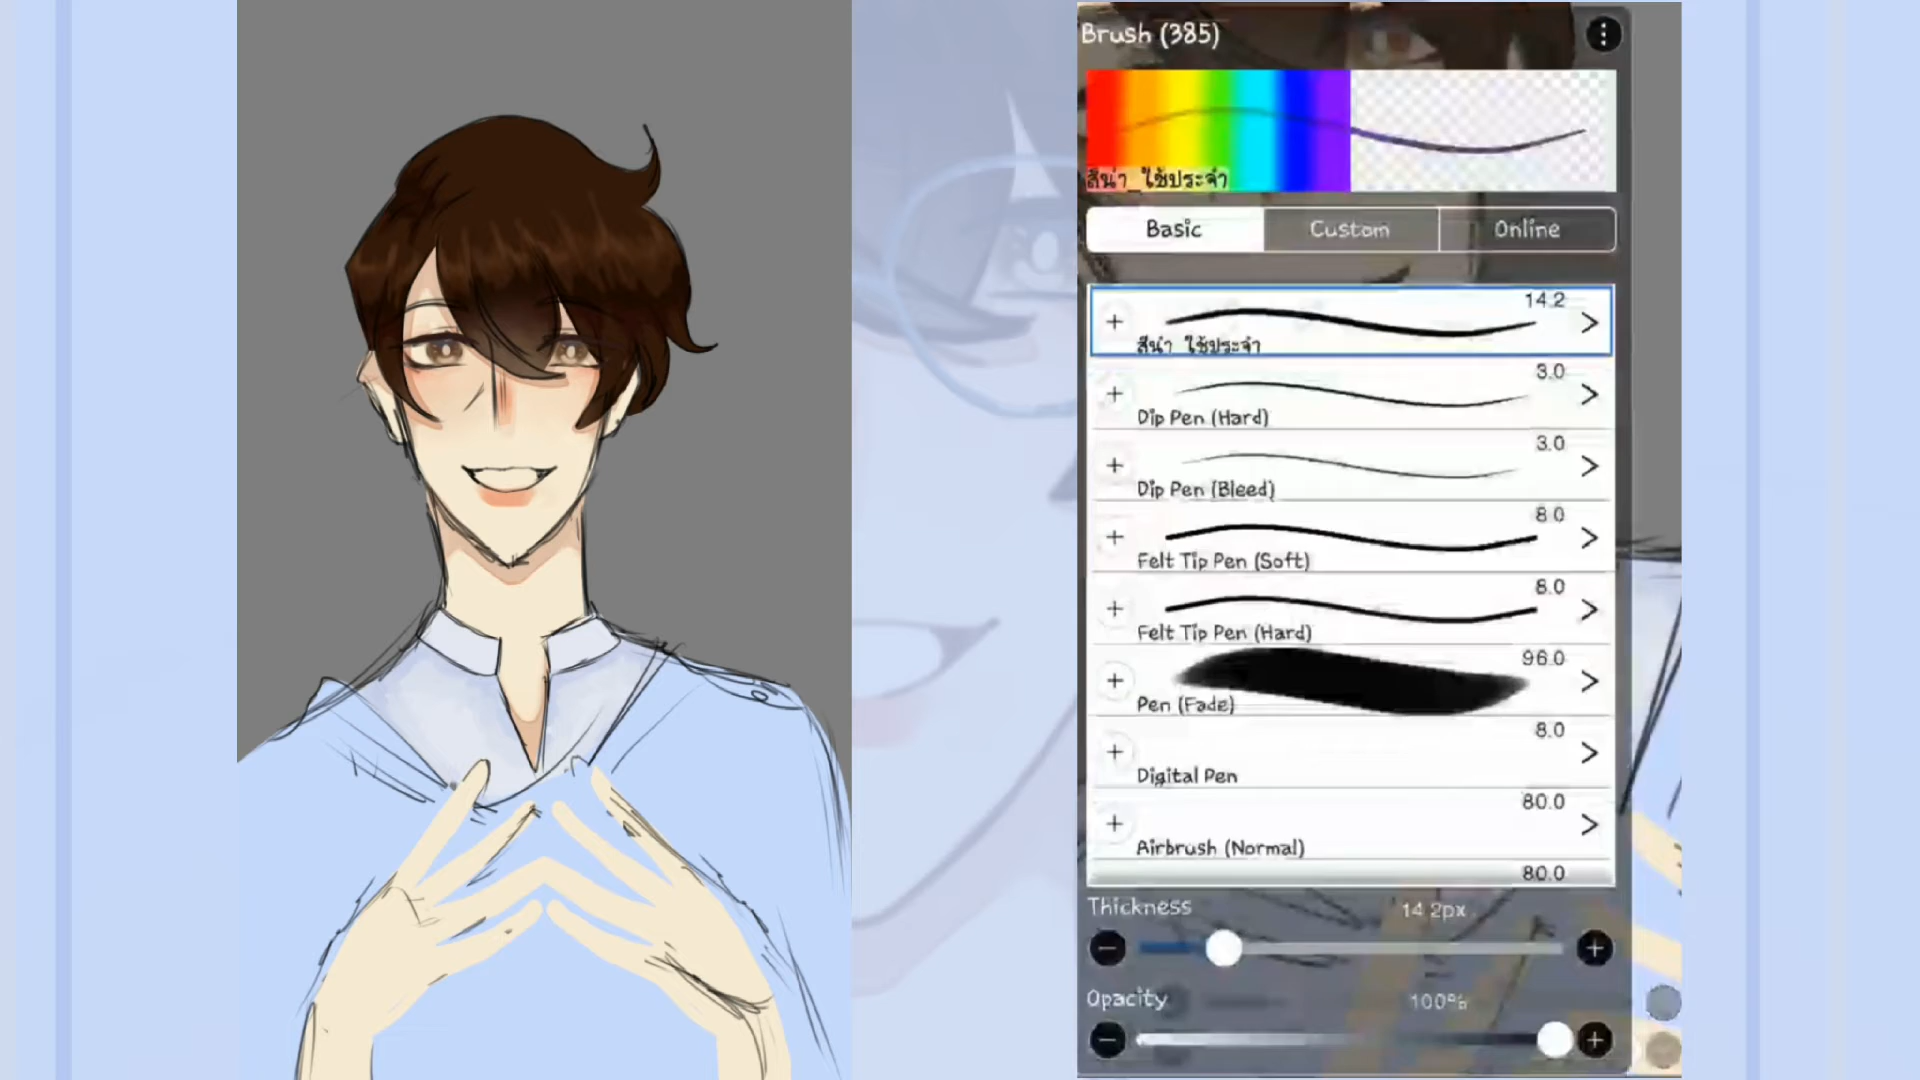 Brush (385)
สีน้ำ_ใช้ประจำ
Basic
Custom
Online
14.2
สีน้ำ_ใช้ประจำ
3.0
Dip Pen (Hard)
3.0
Dip Pen (Bleed)
8.0
Felt Tip Pen (Soft)
8.0
Felt Tip Pen (Hard)
96.0
Pen (Fade)
8.0
Digital Pen
80.0
Airbrush (Normal)
80.0
Thickness
14.2px
Opacity
100%